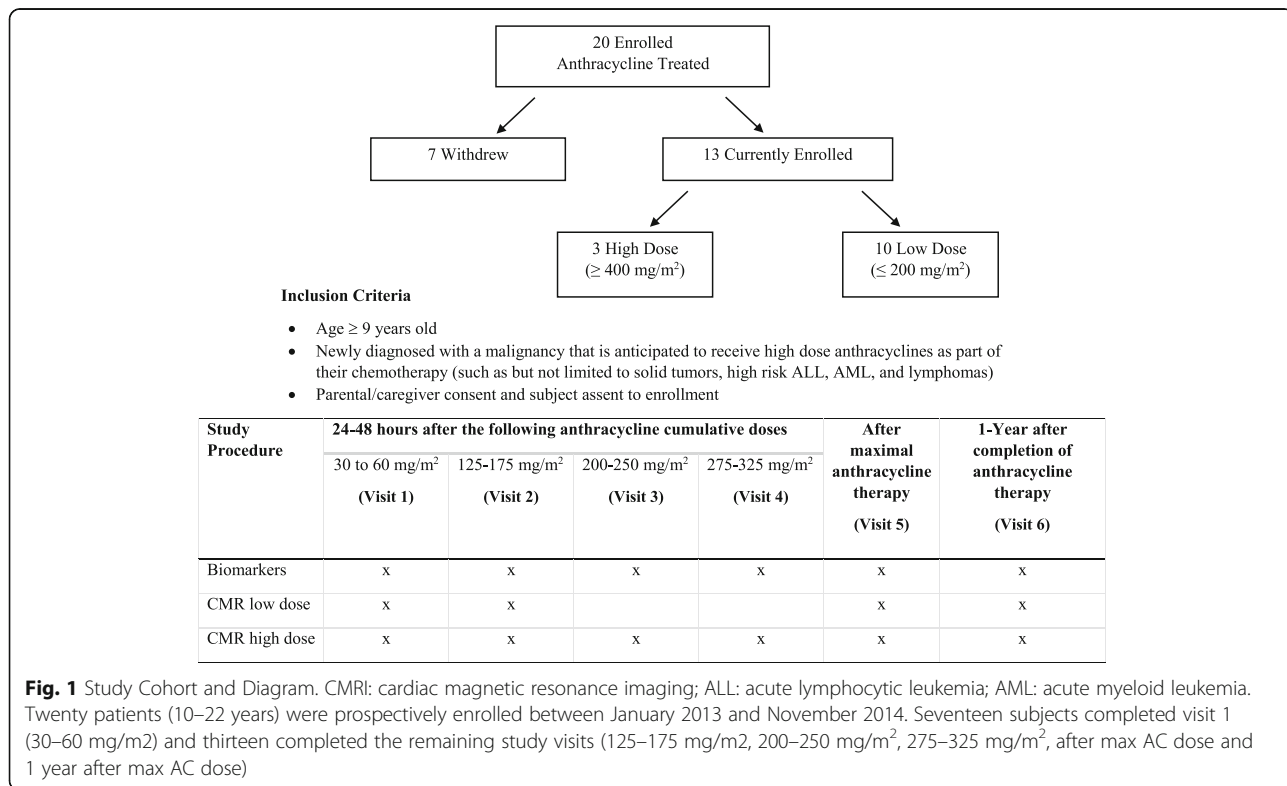 20 Enrolled
Anthracycline Treated
7 Withdrew
13 Currently Enrolled
3 High Dose
(≥ 400 mg/m²)
10 Low Dose
(≤ 200 mg/m²)
Inclusion Criteria
• Age ≥ 9 years old
• Newly diagnosed with a malignancy that is anticipated to receive high dose anthracyclines as part of
their chemotherapy (such as but not limited to solid tumors, high risk ALL, AML, and lymphomas)
• Parental/caregiver consent and subject assent to enrollment
Study
Procedure
24-48 hours after the following anthracycline cumulative doses
After
maximal
anthracycline
therapy
(Visit 5)
1-Year after
completion of
anthracycline
therapy
(Visit 6)
30 to 60 mg/m²
(Visit 1)
125-175 mg/m²
(Visit 2)
200-250 mg/m²
(Visit 3)
275-325 mg/m²
(Visit 4)
Biomarkers x x x x x x
CMR low dose x x x x
CMR high dose x x x x x x
Fig. 1 Study Cohort and Diagram. CMRI: cardiac magnetic resonance imaging; ALL: acute lymphocytic leukemia; AML: acute myeloid leukemia.
Twenty patients (10–22 years) were prospectively enrolled between January 2013 and November 2014. Seventeen subjects completed visit 1
(30–60 mg/m2) and thirteen completed the remaining study visits (125–175 mg/m2, 200–250 mg/m², 275–325 mg/m², after max AC dose and
1 year after max AC dose)